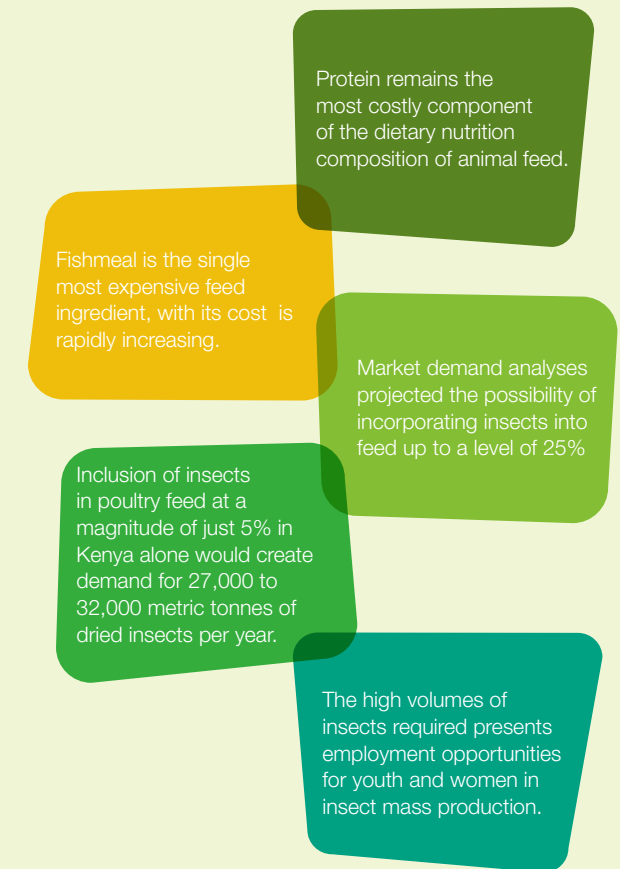 Protein remains the
most costly component
of the dietary nutrition
composition of animal feed.
Fishmeal is the single
most expensive feed
ingredient, with its cost is
rapidly increasing.
Market demand analyses
projected the possibility of
incorporating insects into
feed up to a level of 25%
Inclusion of insects
in poultry feed at a
magnitude of just 5% in
Kenya alone would create
demand for 27,000 to
32,000 metric tonnes of
dried insects per year.
The high volumes of
insects required presents
employment opportunities
for youth and women in
insect mass production.